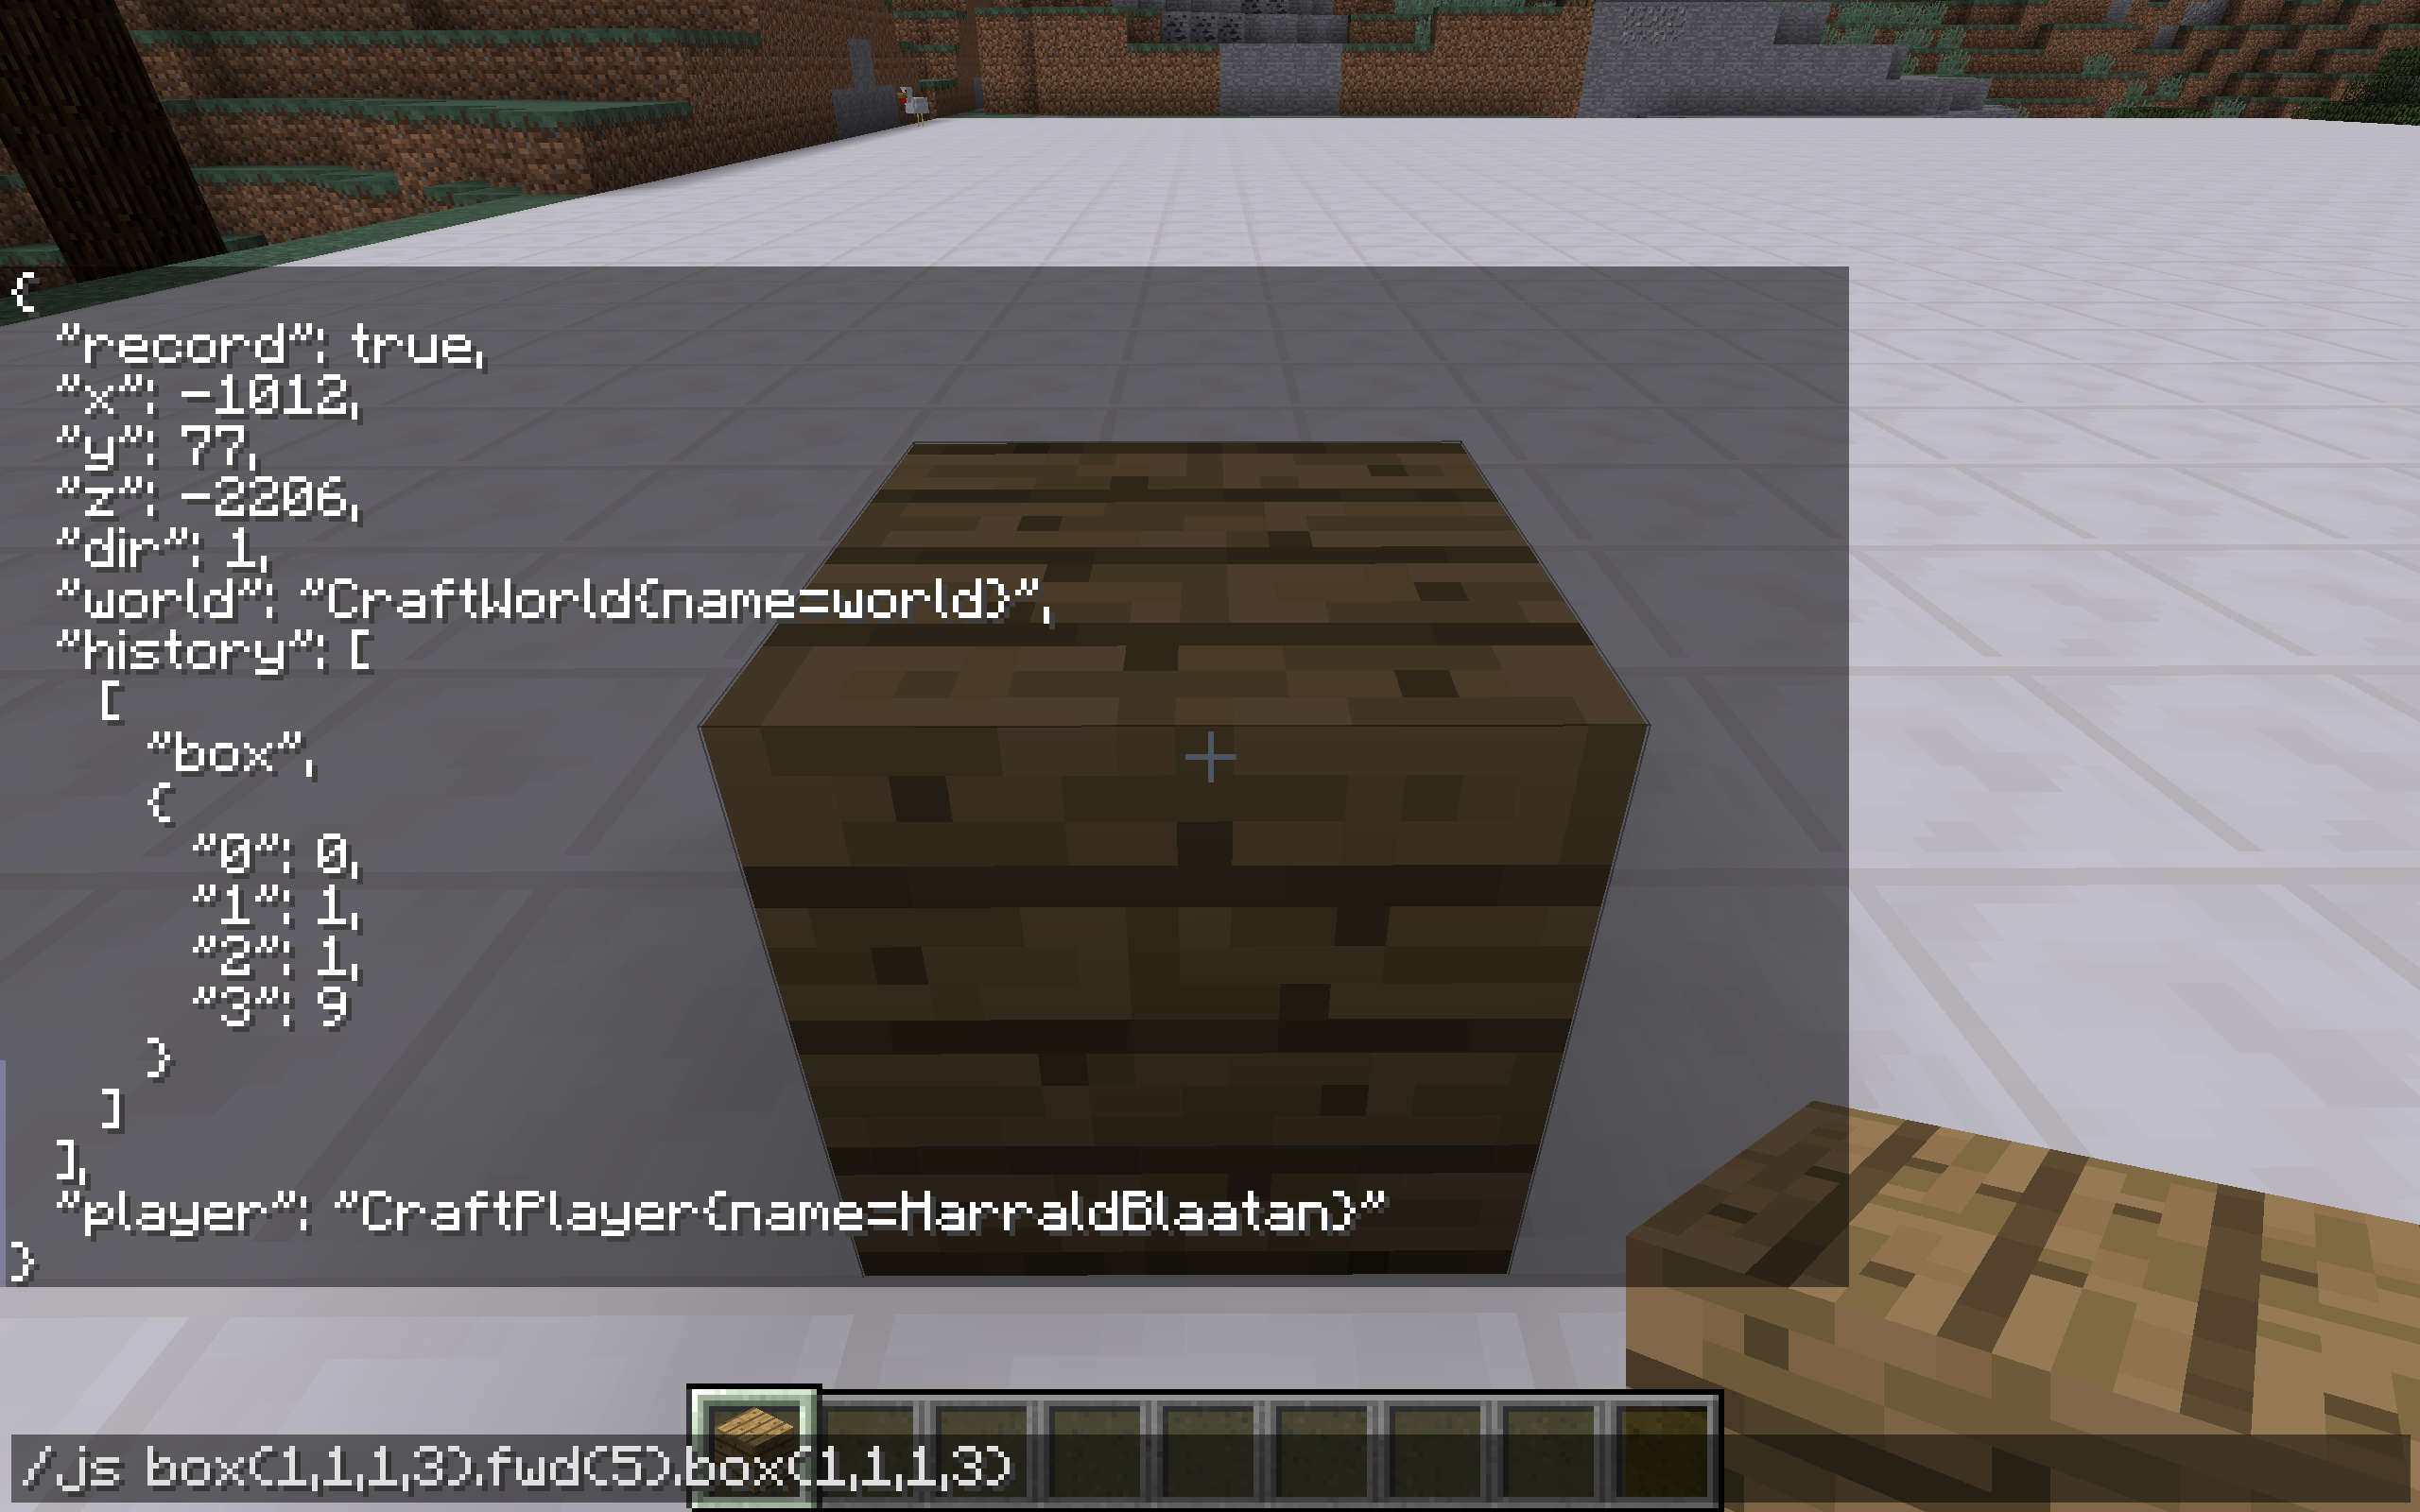 {
"record": true,
"x": -1012,
"y": 77,
"z": -2206,
"dir": 1,
"world": "CraftWorld{name=world}",
"history": [
[
"box",
{
"0": 0,
"1": 1,
"2": 1,
"3": 9
}
]
],
"player": "CraftPlayer{name=HarraldBlaatan}"
}
/js box(1,1,1,3).fwd(5).box(1,1,1,3)